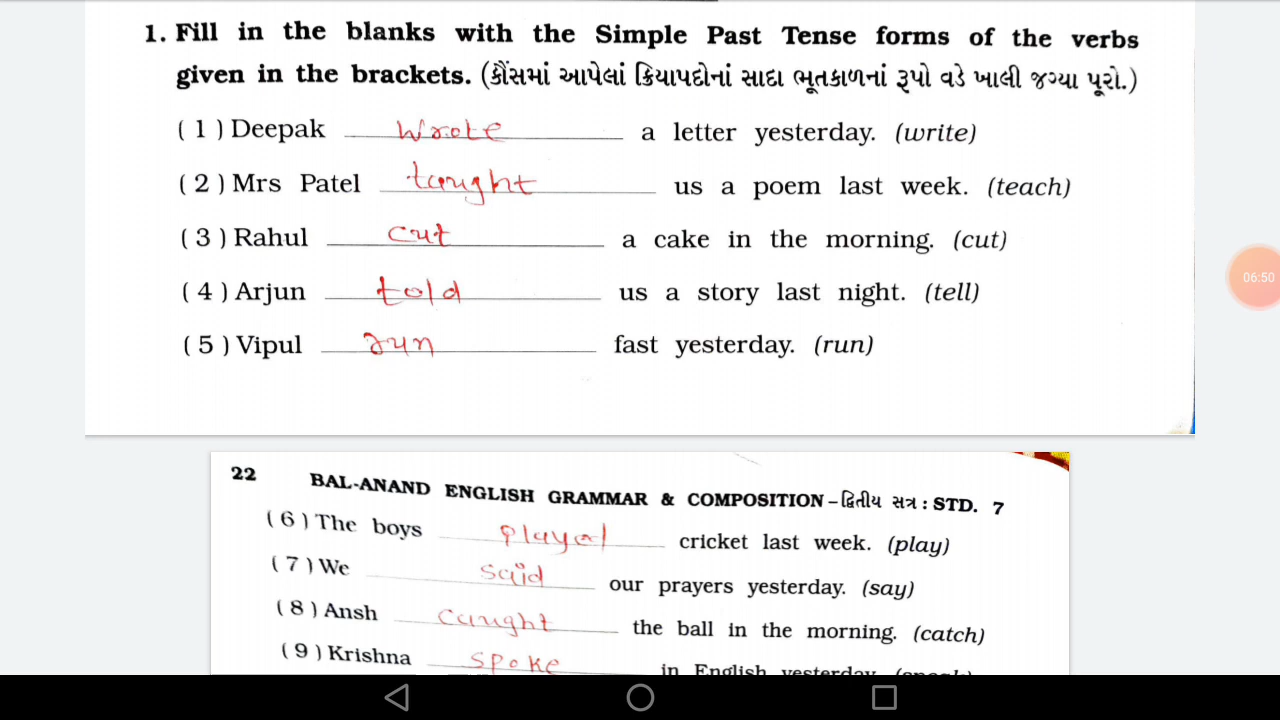 1. Fill in the blanks with the Simple Past Tense forms of the verbs
given in the brackets. (કૌંસમાં આપેલાં ક્રિયાપદોનાં સાદા ભૂતકાળનાં રૂપો વડે ખાલી જગ્યા પૂરો.)
(1) Deepak wrote a letter yesterday. (write)
(2) Mrs Patel taught us a poem last week. (teach)
(3) Rahul cut a cake in the morning. (cut)
(4) Arjun told us a story last night. (tell)
(5) Vipul run fast yesterday. (run)
06:50
22 BAL-ANAND ENGLISH GRAMMAR & COMPOSITION – દ્વિતીય સત્ર : STD. 7
(6) The boys played cricket last week. (play)
(7) We said our prayers yesterday. (say)
(8) Ansh caught the ball in the morning. (catch)
(9) Krishna spoke in English yesterday. (speak)